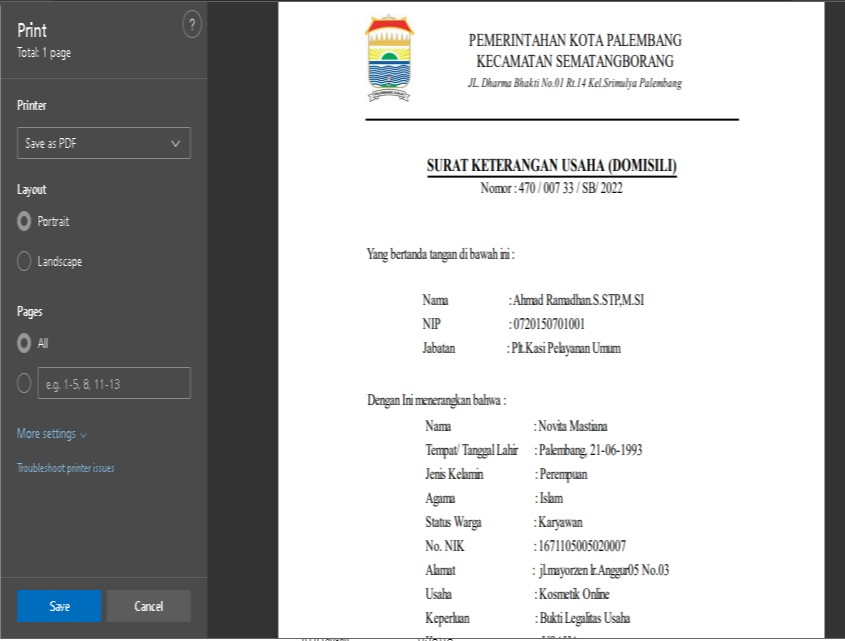 Print
Total: 1 page
?
Printer
Save as PDF
Layout
Portrait
Landscape
Pages
All
e.g. 1-5, 8, 11-13
More settings
Troubleshoot printer issues
Save
Cancel
PEMERINTAHAN KOTA PALEMBANG
KECAMATAN SEMATANGBORANG
JL. Dharma Bhakti No.01 Rt.14 Kel.Srimulya Palembang
SURAT KETERANGAN USAHA (DOMISILI)
Nomor : 470 / 007 33 / SB/ 2022
Yang bertanda tangan di bawah ini :
Nama : Ahmad Ramadhan.S.STP,M.SI
NIP : 0720150701001
Jabatan : Plt.Kasi Pelayanan Umum
Dengan Ini menerangkan bahwa :
Nama : Novita Mastiana
Tempat/ Tanggal Lahir : Palembang, 21-06-1993
Jenis Kelamin : Perempuan
Agama : Islam
Status Warga : Karyawan
No. NIK : 1671105005020007
Alamat : jl.mayorzen lr.Anggur05 No.03
Usaha : Kosmetik Online
Keperluan : Bukti Legalitas Usaha